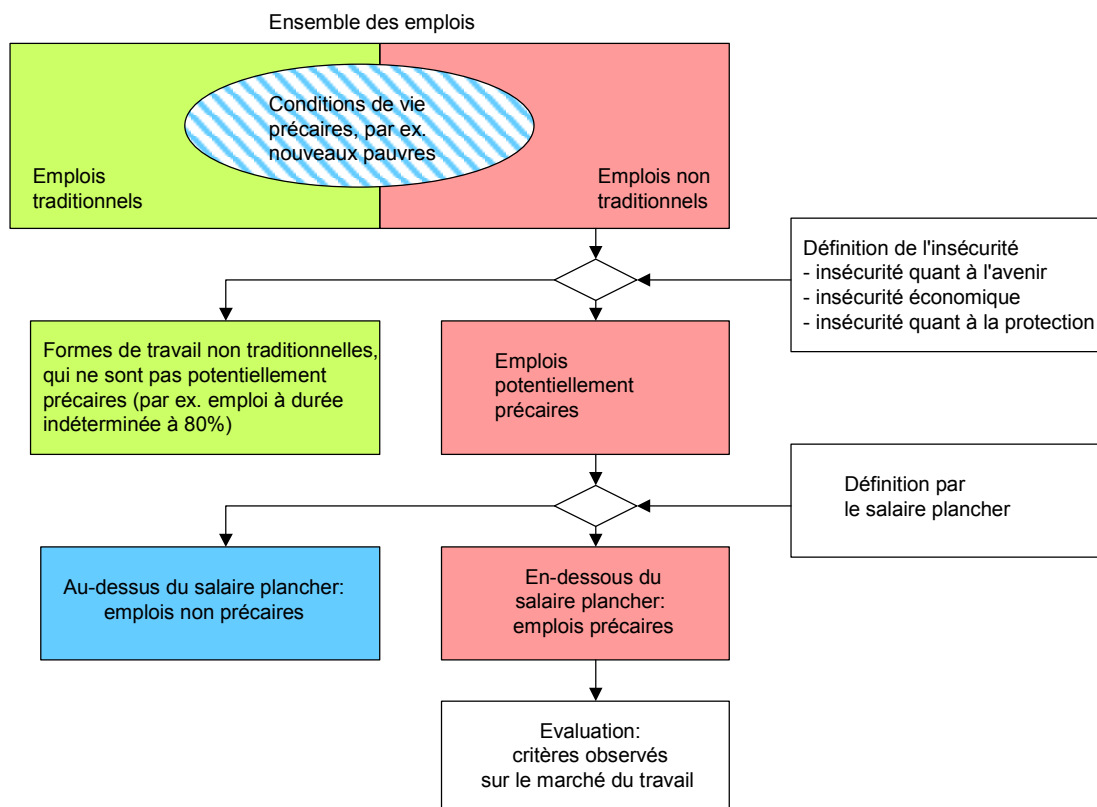 Ensemble des emplois
Conditions de vie
précaires, par ex.
nouveaux pauvres
Emplois
traditionnels
Emplois non
traditionnels
Définition de l'insécurité
- insécurité quant à l'avenir
- insécurité économique
- insécurité quant à la protection
Formes de travail non traditionnelles,
qui ne sont pas potentiellement
précaires (par ex. emploi à durée
indéterminée à 80%)
Emplois
potentiellement
précaires
Définition par
le salaire plancher
Au-dessus du salaire plancher:
emplois non précaires
En-dessous du
salaire plancher:
emplois précaires
Evaluation:
critères observés
sur le marché du travail